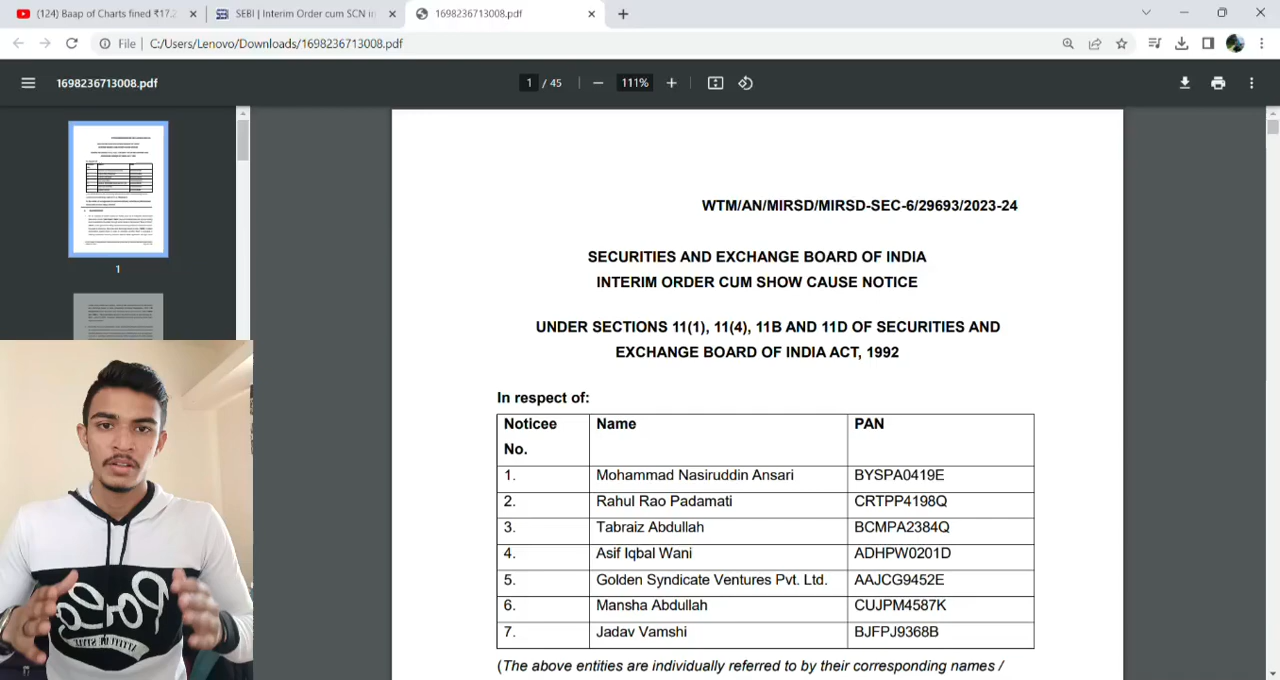 (124) Baap of Charts fined ₹17.2
SEBI | Interim Order cum SCN in
1698236713008.pdf
File
C:/Users/Lenovo/Downloads/1698236713008.pdf
1698236713008.pdf
1 / 45
111%
1
WTM/AN/MIRSD/MIRSD-SEC-6/29693/2023-24
SECURITIES AND EXCHANGE BOARD OF INDIA
INTERIM ORDER CUM SHOW CAUSE NOTICE
UNDER SECTIONS 11(1), 11(4), 11B AND 11D OF SECURITIES AND
EXCHANGE BOARD OF INDIA ACT, 1992
In respect of:
Noticee No. Name PAN
1. Mohammad Nasiruddin Ansari BYSPA0419E
2. Rahul Rao Padamati CRTPP4198Q
3. Tabraiz Abdullah BCMPA2384Q
4. Asif Iqbal Wani ADHPW0201D
5. Golden Syndicate Ventures Pvt. Ltd. AAJCG9452E
6. Mansha Abdullah CUJPM4587K
7. Jadav Vamshi BJFPJ9368B
(The above entities are individually referred to by their corresponding names /